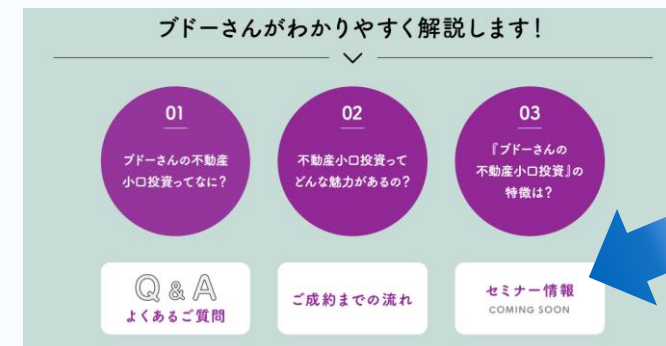 ブドーさんがわかりやすく解説します!
01
ブドーさんの不動産
小口投資ってなに?
02
不動産小口投資って
どんな魅力があるの?
03
『ブドーさんの
不動産小口投資』の
特徴は?
Q & A
よくあるご質問
ご成約までの流れ
セミナー情報
COMING SOON